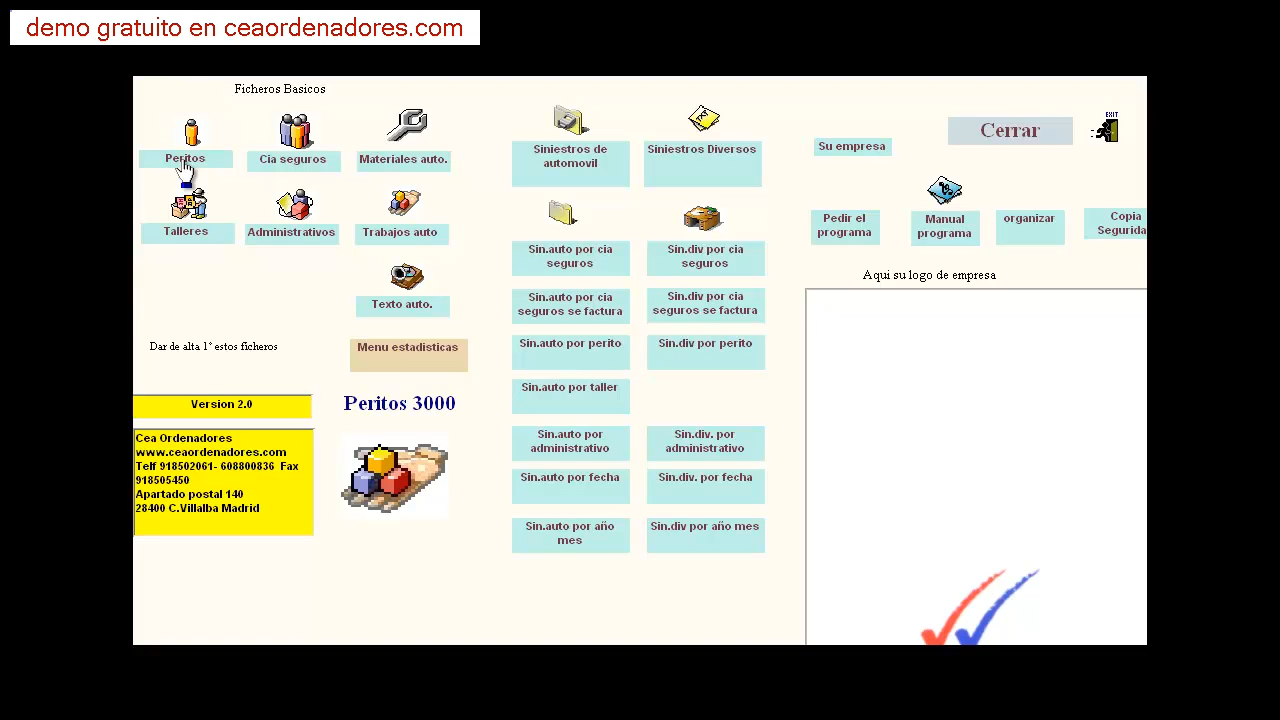 demo gratuito en ceaordenadores.com
Ficheros Basicos
Peritos
Cia seguros
Materiales auto.
Talleres
Administrativos
Trabajos auto
Texto auto.
Dar de alta 1º estos ficheros
Menu estadisticas
Version 2.0
Peritos 3000
Cea Ordenadores
www.ceaordenadores.com
Telf 918502061- 608800836 Fax
918505450
Apartado postal 140
28400 C.Villalba Madrid
Siniestros de
automovil
Siniestros Diversos
Sin.auto por cia
seguros
Sin.div por cia
seguros
Sin.auto por cia
seguros se factura
Sin.div por cia
seguros se factura
Sin.auto por perito
Sin.div por perito
Sin.auto por taller
Sin.auto por
administrativo
Sin.div. por
administrativo
Sin.auto por fecha
Sin.div. por fecha
Sin.auto por año
mes
Sin.div por año mes
Su empresa
Cerrar
EXIT
Pedir el
programa
Manual
programa
organizar
Copia
Segurida
Aqui su logo de empresa